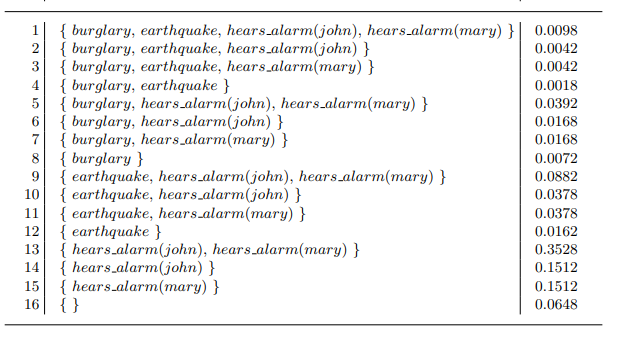 1 { burglary, earthquake, hears_alarm(john), hears_alarm(mary) } 0.0098
2 { burglary, earthquake, hears_alarm(john) } 0.0042
3 { burglary, earthquake, hears_alarm(mary) } 0.0042
4 { burglary, earthquake } 0.0018
5 { burglary, hears_alarm(john), hears_alarm(mary) } 0.0392
6 { burglary, hears_alarm(john) } 0.0168
7 { burglary, hears_alarm(mary) } 0.0168
8 { burglary } 0.0072
9 { earthquake, hears_alarm(john), hears_alarm(mary) } 0.0882
10 { earthquake, hears_alarm(john) } 0.0378
11 { earthquake, hears_alarm(mary) } 0.0378
12 { earthquake } 0.0162
13 { hears_alarm(john), hears_alarm(mary) } 0.3528
14 { hears_alarm(john) } 0.1512
15 { hears_alarm(mary) } 0.1512
16 { } 0.0648